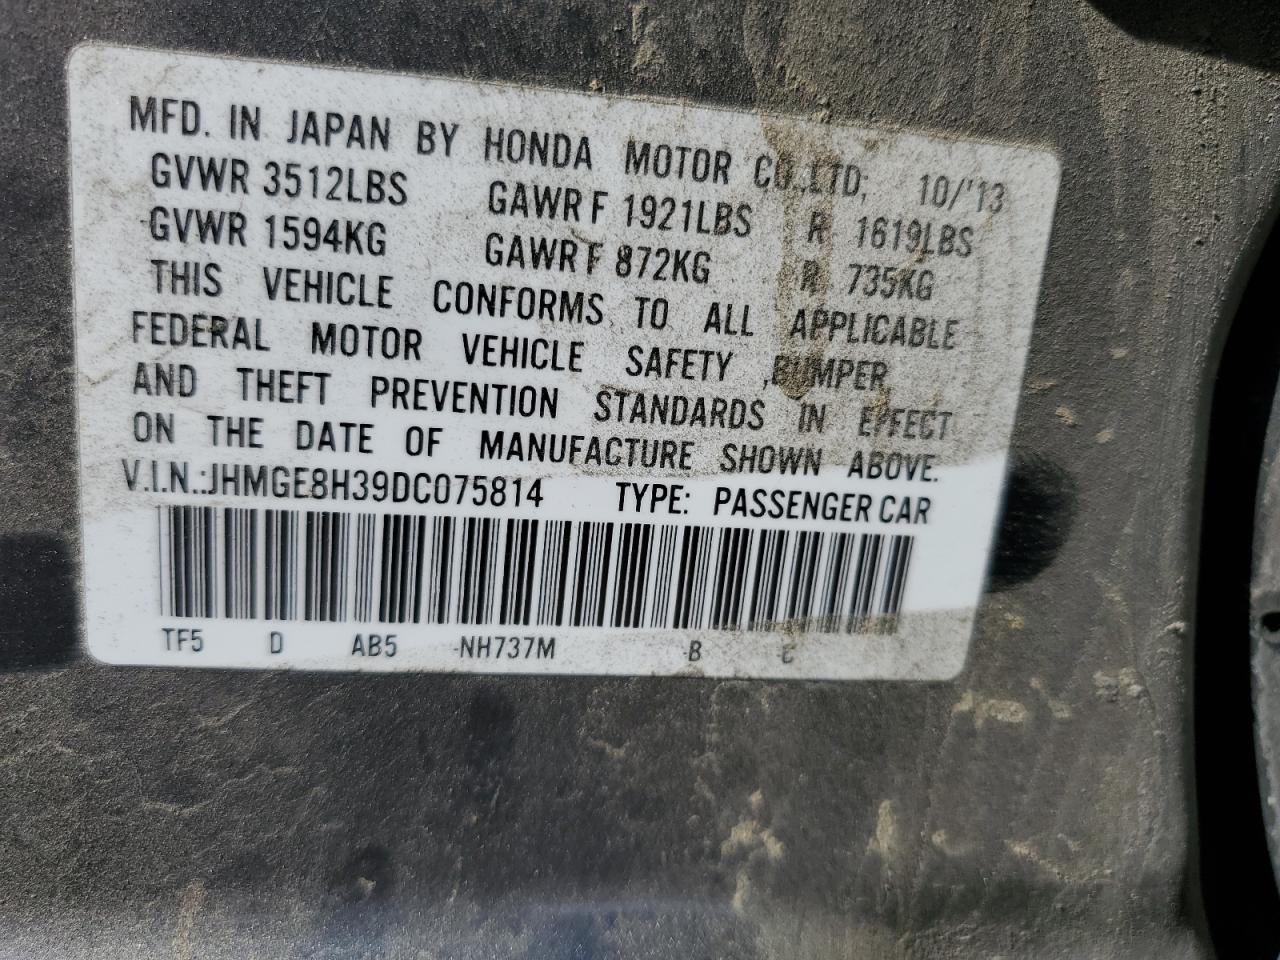 MFD. IN JAPAN BY HONDA MOTOR CO.,LTD; 10/'13
GVWR 3512LBS GAWR F 1921LBS R 1619LBS
GVWR 1594KG GAWR F 872KG R 735KG
THIS VEHICLE CONFORMS TO ALL APPLICABLE
FEDERAL MOTOR VEHICLE SAFETY ,BUMPER
AND THEFT PREVENTION STANDARDS IN EFFECT
ON THE DATE OF MANUFACTURE SHOWN ABOVE.
V.I.N.:JHMGE8H39DC075814 TYPE: PASSENGER CAR
TF5 D AB5 -NH737M -B